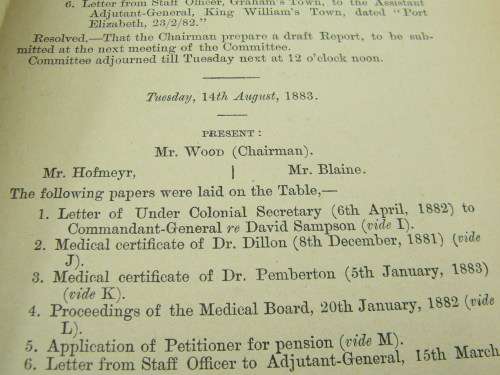 6. Letter from Staff Officer, Graham's Town, to the Assistant
Adjutant-General, King William's Town, dated "Port
Elizabeth, 23/2/82."
Resolved.—That the Chairman prepare a draft Report, to be sub-
mitted at the next meeting of the Committee.
Committee adjourned till Tuesday next at 12 o'clock noon.
Tuesday, 14th August, 1883.
PRESENT:
Mr. WOOD (Chairman).
Mr. Hofmeyr, | Mr. Blaine.
The following papers were laid on the Table,—
1. Letter of Under Colonial Secretary (6th April, 1882) to
Commandant-General re David Sampson (vide I).
2. Medical certificate of Dr. Dillon (8th December, 1881) (vide
J).
3. Medical certificate of Dr. Pemberton (5th January, 1883)
(vide K).
4. Proceedings of the Medical Board, 20th January, 1882 (vide
L).
5. Application of Petitioner for pension (vide M).
6. Letter from Staff Officer to Adjutant-General, 15th March